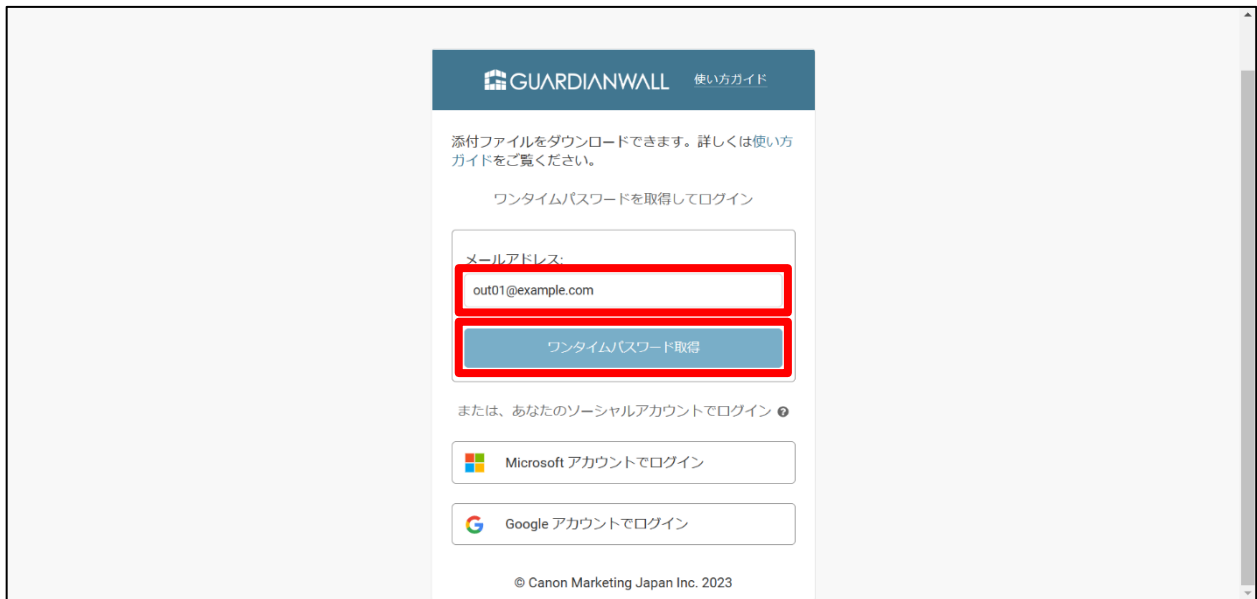 GUARDIANWALL 使い方ガイド
添付ファイルをダウンロードできます。詳しくは使い方
ガイドをご覧ください。
ワンタイムパスワードを取得してログイン
メールアドレス:
out01@example.com
ワンタイムパスワード取得
または、あなたのソーシャルアカウントでログイン ?
Microsoft アカウントでログイン
Google アカウントでログイン
© Canon Marketing Japan Inc. 2023